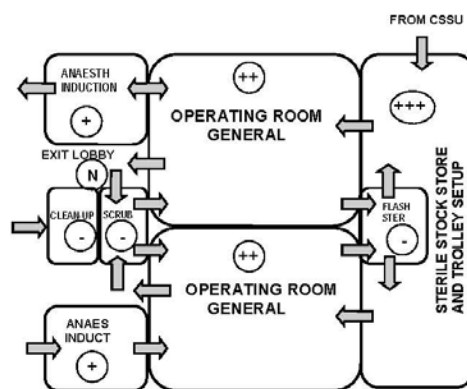 FROM CSSU
ANAESTH
INDUCTION
+
++
OPERATING ROOM
GENERAL
+++
EXIT LOBBY
N
CLEAN-UP
-
SCRUB
-
FLASH
STER
-
STERILE STOCK STORE
AND TROLLEY SETUP
++
OPERATING ROOM
GENERAL
ANAES
INDUCT
+